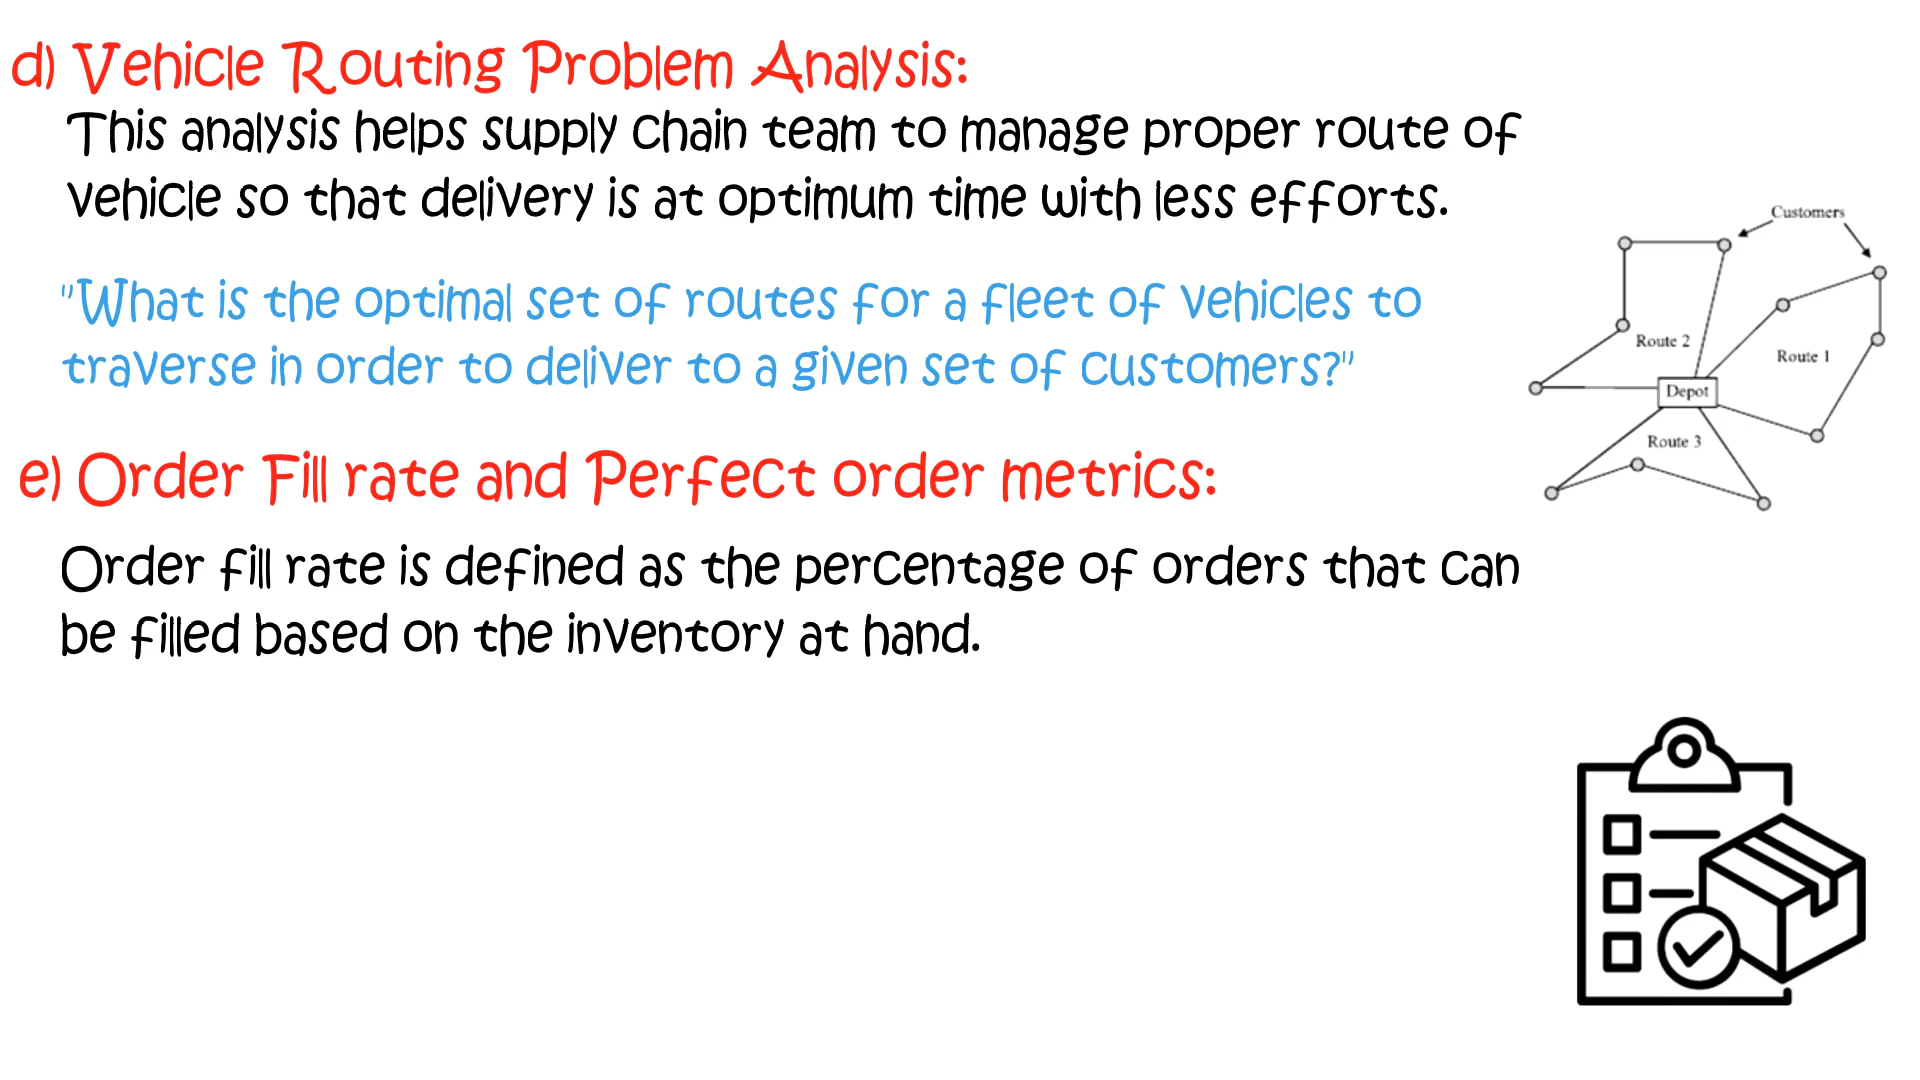 d) Vehicle Routing Problem Analysis:
This analysis helps supply chain team to manage proper route of
vehicle so that delivery is at optimum time with less efforts.
"What is the optimal set of routes for a fleet of vehicles to
traverse in order to deliver to a given set of customers?"
Customers
Route 2
Route 1
Depot
Route 3
e) Order Fill rate and Perfect order metrics:
Order fill rate is defined as the percentage of orders that can
be filled based on the inventory at hand.